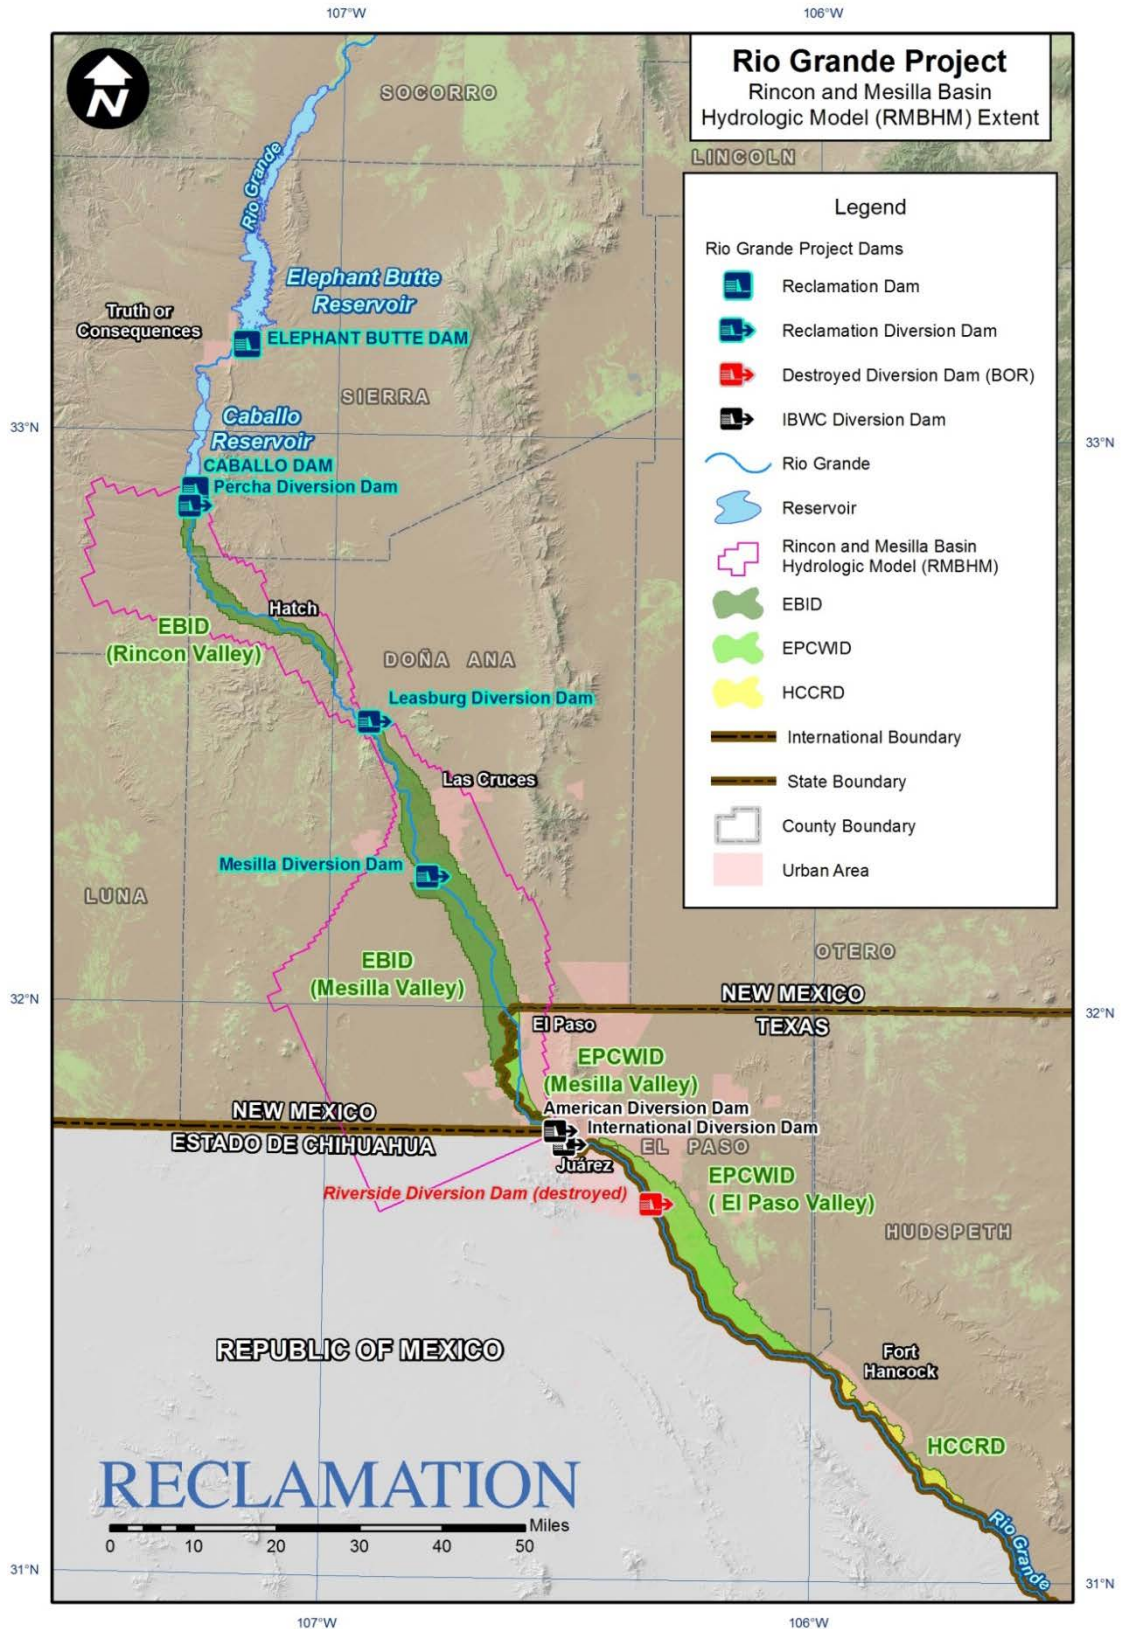 107°W
106°W
N
Rio Grande Project
Rincon and Mesilla Basin
Hydrologic Model (RMBHM) Extent
SOCORRO
LINCOLN
Rio Grande
Legend
Rio Grande Project Dams
Reclamation Dam
Reclamation Diversion Dam
Destroyed Diversion Dam (BOR)
IBWC Diversion Dam
Rio Grande
Reservoir
Rincon and Mesilla Basin
Hydrologic Model (RMBHM)
EBID
EPCWID
HCCRD
International Boundary
State Boundary
County Boundary
Urban Area
Elephant Butte
Reservoir
Truth or
Consequences
ELEPHANT BUTTE DAM
SIERRA
Caballo
Reservoir
33°N
33°N
CABALLO DAM
Percha Diversion Dam
Hatch
EBID
(Rincon Valley)
DOÑA ANA
Leasburg Diversion Dam
Las Cruces
Mesilla Diversion Dam
LUNA
OTERO
EBID
(Mesilla Valley)
32°N
NEW MEXICO
32°N
TEXAS
El Paso
EPCWID
(Mesilla Valley)
NEW MEXICO
ESTADO DE CHIHUAHUA
American Diversion Dam
International Diversion Dam
EL PASO
Juárez
EPCWID
( El Paso Valley)
Riverside Diversion Dam (destroyed)
HUDSPETH
REPUBLIC OF MEXICO
Fort
Hancock
HCCRD
RECLAMATION
Miles
0 10 20 30 40 50
Rio Grande
31°N
31°N
107°W
106°W